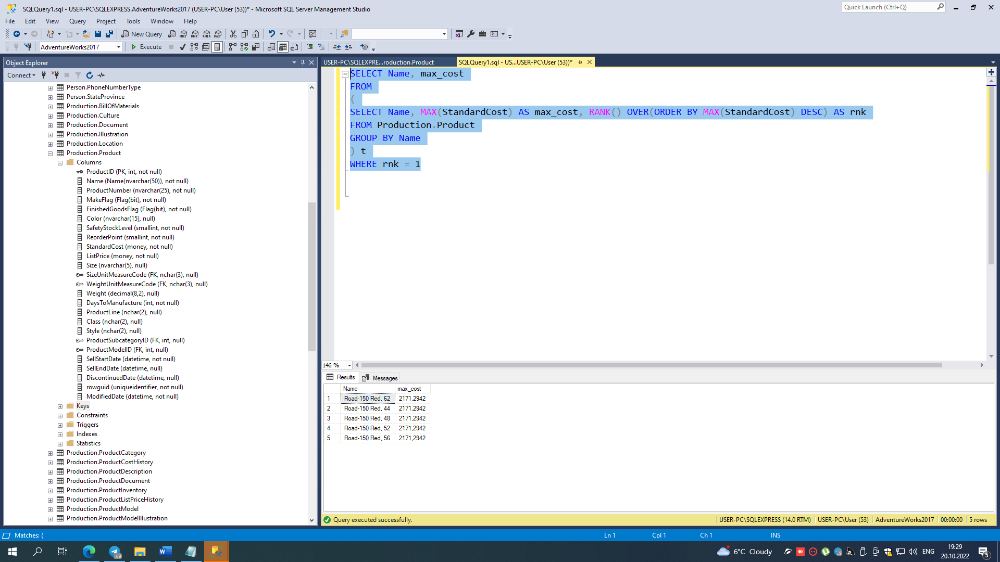 SQLQuery1.sql - USER-PC\SQLEXPRESS.AdventureWorks2017 (USER-PC\User (53))* - Microsoft SQL Server Management Studio
Quick Launch (Ctrl+Q)
File Edit View Query Project Tools Window Help
New Query
MDX DMX XMLA DAX
AdventureWorks2017
Execute
Object Explorer
USER-PC\SQLEXPRE...roduction.Product
SQLQuery1.sql - US...USER-PC\User (53))*
Connect
Person.PhoneNumberType
Person.StateProvince
Production.BillOfMaterials
Production.Culture
Production.Document
Production.Illustration
Production.Location
Production.Product
Columns
ProductID (PK, int, not null)
Name (Name(nvarchar(50)), not null)
ProductNumber (nvarchar(25), not null)
MakeFlag (Flag(bit), not null)
FinishedGoodsFlag (Flag(bit), not null)
Color (nvarchar(15), null)
SafetyStockLevel (smallint, not null)
ReorderPoint (smallint, not null)
StandardCost (money, not null)
ListPrice (money, not null)
Size (nvarchar(5), null)
SizeUnitMeasureCode (FK, nchar(3), null)
WeightUnitMeasureCode (FK, nchar(3), null)
Weight (decimal(8,2), null)
DaysToManufacture (int, not null)
ProductLine (nchar(2), null)
Class (nchar(2), null)
Style (nchar(2), null)
ProductSubcategoryID (FK, int, null)
ProductModelID (FK, int, null)
SellStartDate (datetime, not null)
SellEndDate (datetime, null)
DiscontinuedDate (datetime, null)
rowguid (uniqueidentifier, not null)
ModifiedDate (datetime, not null)
Keys
Constraints
Triggers
Indexes
Statistics
Production.ProductCategory
Production.ProductCostHistory
Production.ProductDescription
Production.ProductDocument
Production.ProductInventory
Production.ProductListPriceHistory
Production.ProductModel
Production.ProductModelIllustration
SELECT Name, max_cost
FROM
(
SELECT Name, MAX(StandardCost) AS max_cost, RANK() OVER(ORDER BY MAX(StandardCost) DESC) AS rnk
FROM Production.Product
GROUP BY Name
) t
WHERE rnk = 1
146 %
Results Messages
Name max_cost
1 Road-150 Red, 62 2171,2942
2 Road-150 Red, 44 2171,2942
3 Road-150 Red, 48 2171,2942
4 Road-150 Red, 52 2171,2942
5 Road-150 Red, 56 2171,2942
Query executed successfully.
USER-PC\SQLEXPRESS (14.0 RTM) USER-PC\User (53) AdventureWorks2017 00:00:00 5 rows
Matches: (
Ln 1 Col 1 Ch 1 INS
.69
W
6°C Cloudy
ENG
19:29
20.10.2022
5